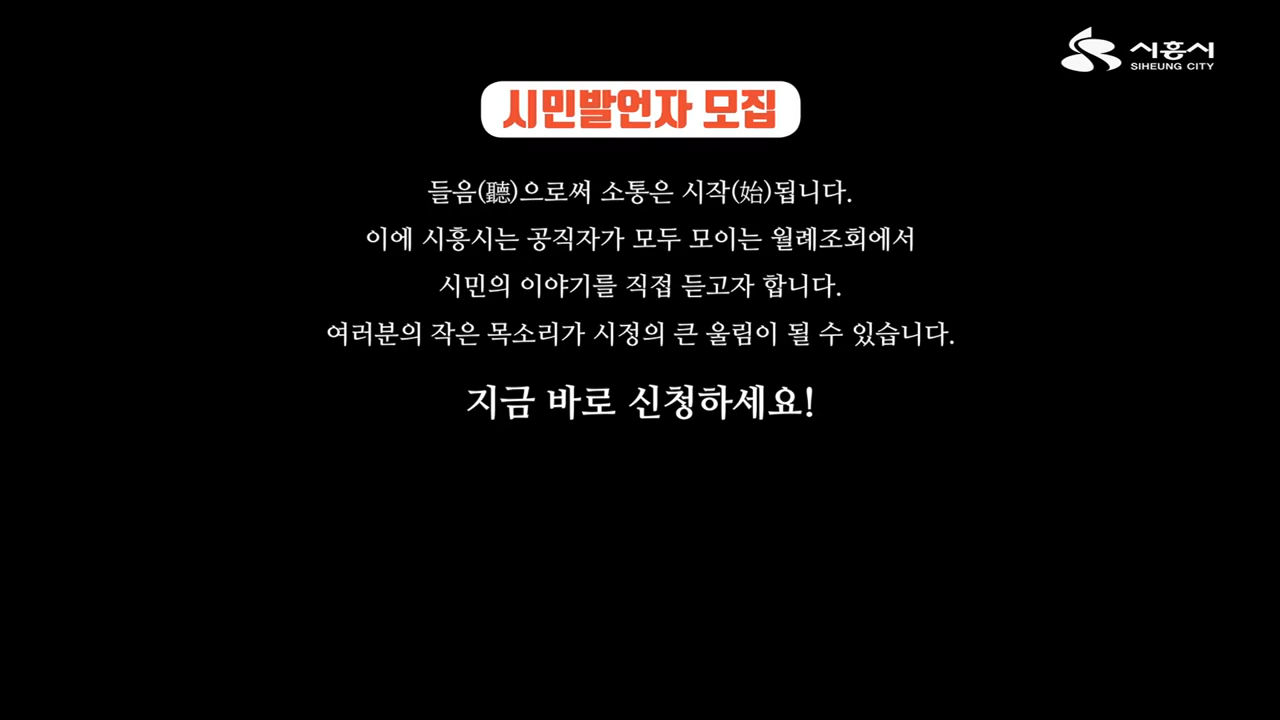 시흥시
SIHEUNG CITY
시민발언자 모집
들음(聽)으로써 소통은 시작(始)됩니다.
이에 시흥시는 공직자가 모두 모이는 월례조회에서
시민의 이야기를 직접 듣고자 합니다.
여러분의 작은 목소리가 시정의 큰 울림이 될 수 있습니다.
지금 바로 신청하세요!